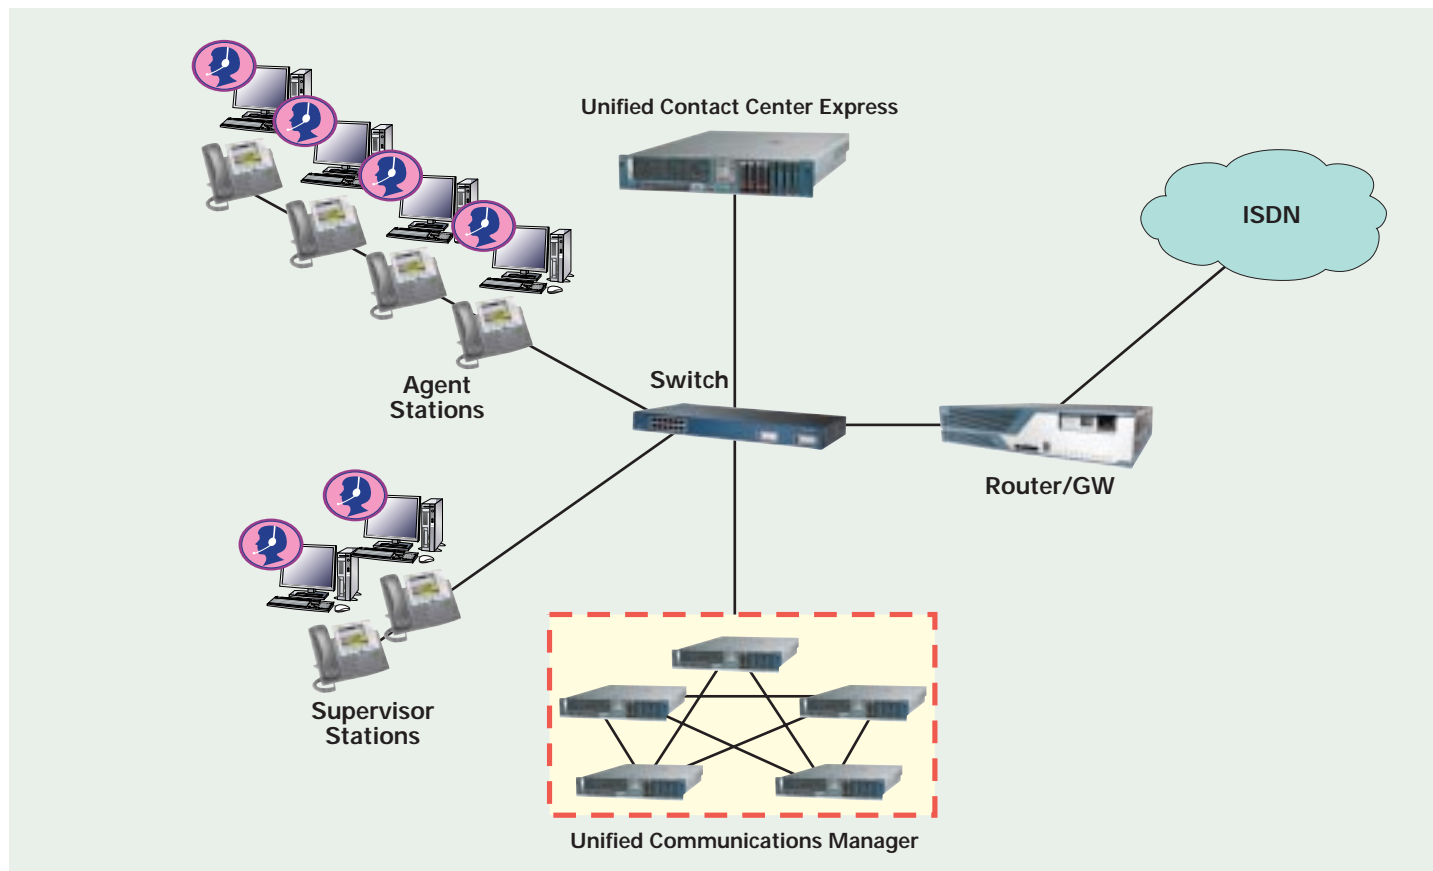 Unified Contact Center Express
ISDN
Switch
Agent
Stations
Router/GW
Supervisor
Stations
Unified Communications Manager